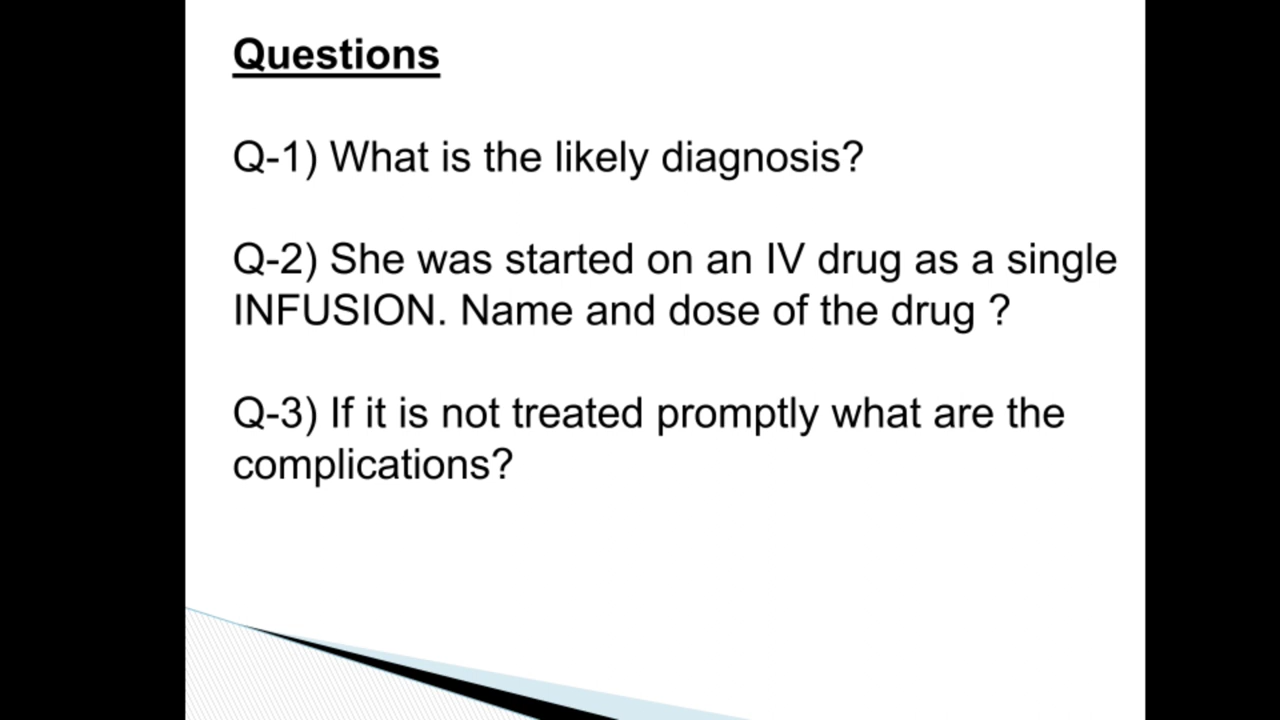 Questions
Q-1) What is the likely diagnosis?
Q-2) She was started on an IV drug as a single
INFUSION. Name and dose of the drug ?
Q-3) If it is not treated promptly what are the
complications?